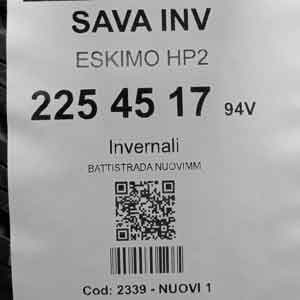 SAVA INV
ESKIMO HP2
225 45 17 94V
Invernali
BATTISTRADA NUOVIMM
Cod: 2339 - NUOVI 1